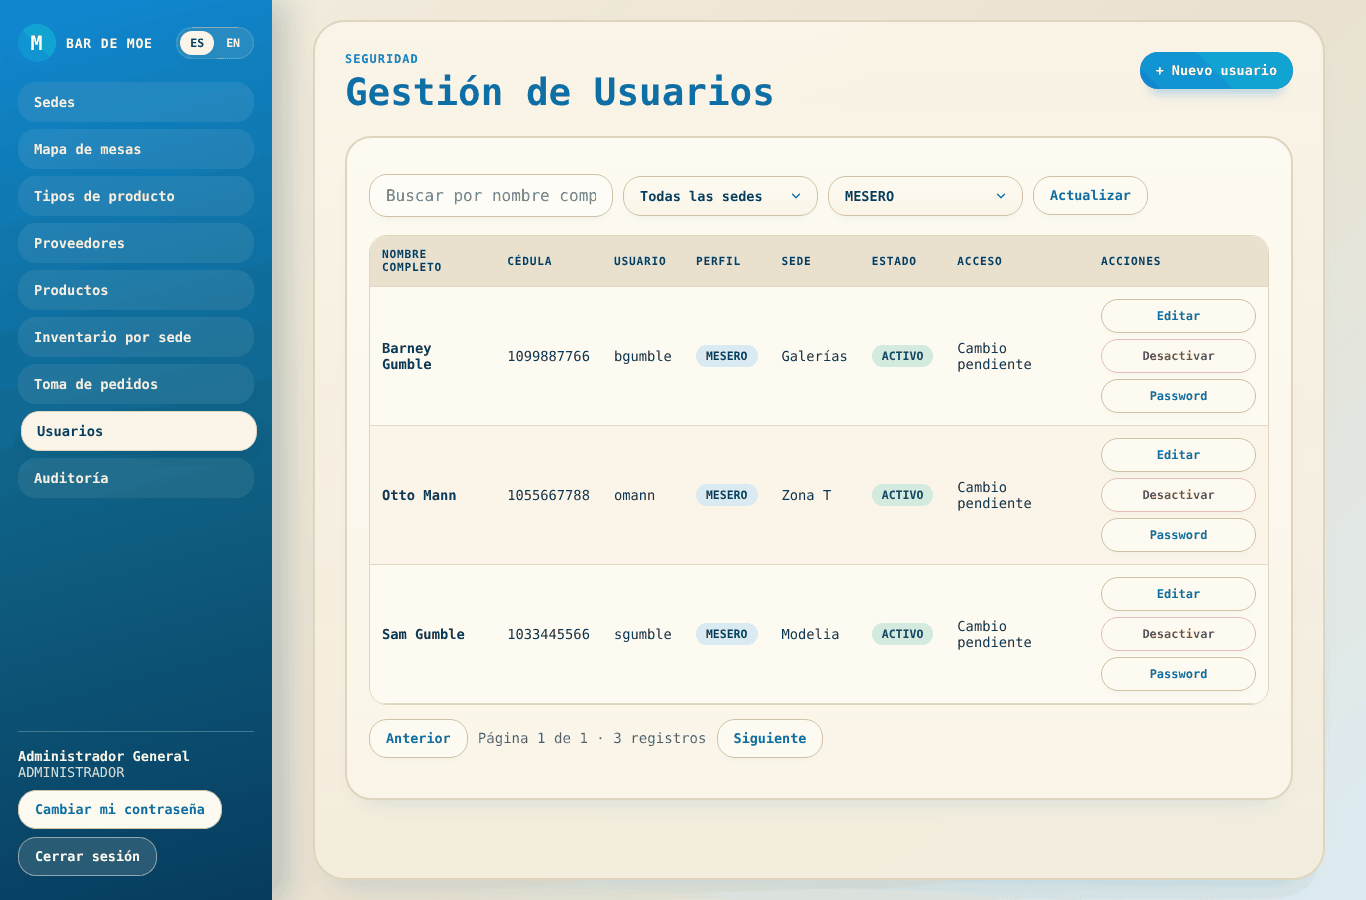 M BAR DE MOE ES EN
Sedes
Mapa de mesas
Tipos de producto
Proveedores
Productos
Inventario por sede
Toma de pedidos
Usuarios
Auditoría
Administrador General
ADMINISTRADOR
Cambiar mi contraseña
Cerrar sesión
SEGURIDAD
Gestión de Usuarios
+ Nuevo usuario
Buscar por nombre comp
Todas las sedes
MESERO
Actualizar
NOMBRE COMPLETO CÉDULA USUARIO PERFIL SEDE ESTADO ACCESO ACCIONES
Barney Gumble 1099887766 bgumble MESERO Galerías ACTIVO Cambio pendiente
Editar
Desactivar
Password
Otto Mann 1055667788 omann MESERO Zona T ACTIVO Cambio pendiente
Editar
Desactivar
Password
Sam Gumble 1033445566 sgumble MESERO Modelia ACTIVO Cambio pendiente
Editar
Desactivar
Password
Anterior Página 1 de 1 · 3 registros Siguiente